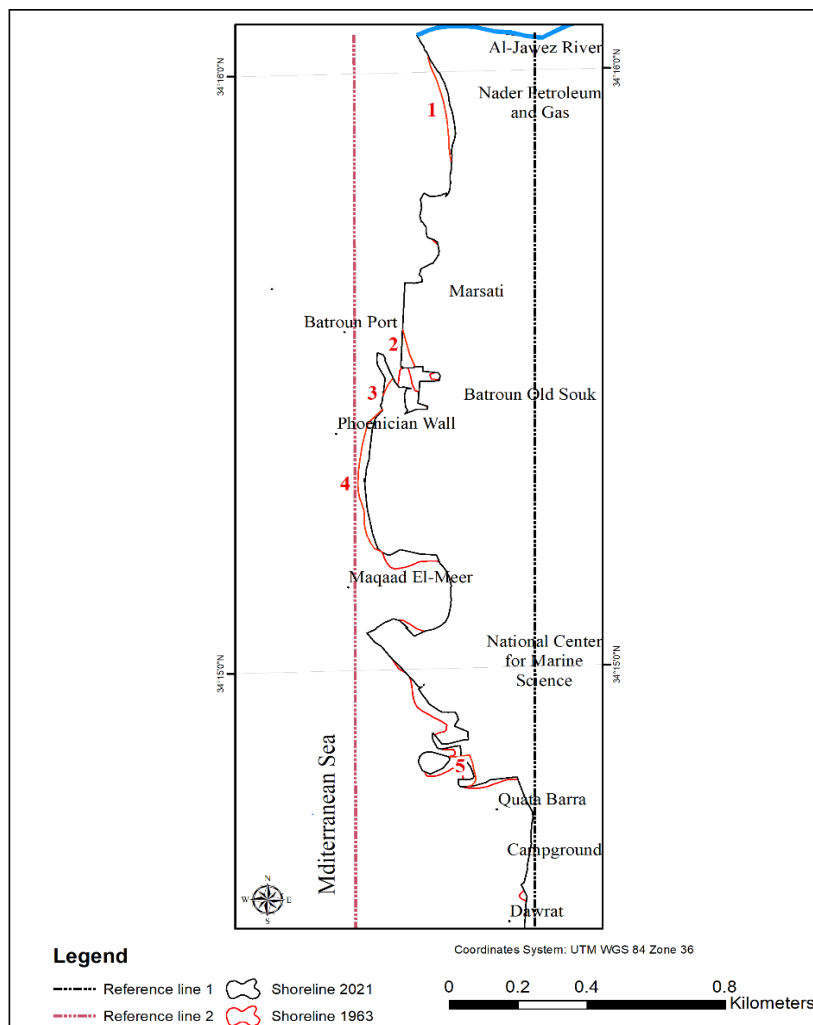 Al-Jawez River
34°16'0"N
34°16'0"N
Nader Petroleum
and Gas
1
Marsati
Batroun Port
2
3
Batroun Old Souk
Phoenician Wall
4
Maqaad El-Meer
National Center
for Marine
Science
34°15'0"N
34°15'0"N
Mditerranean Sea
5
Quata Barra
Campground
Dawrat
N
W
E
S
Legend
Coordinates System: UTM WGS 84 Zone 36
Reference line 1
Shoreline 2021
Reference line 2
Shoreline 1963
0
0.2
0.4
0.8
Kilometers